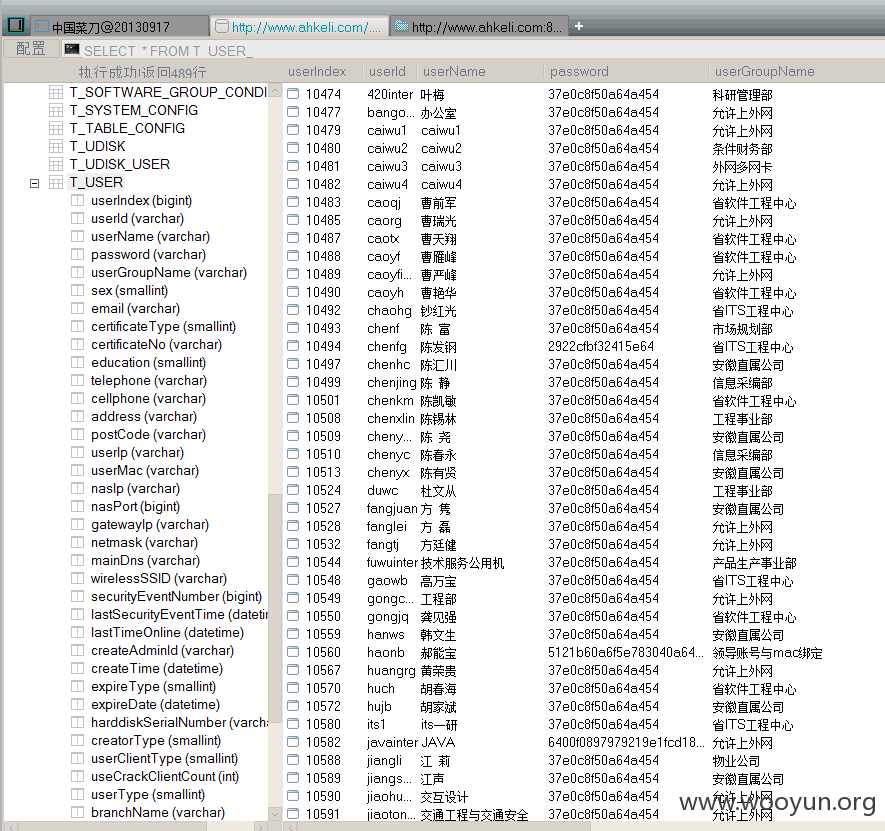 中国菜刀@20130917 http://www.ahkeli.com/.... http://www.ahkeli.com:8... +
配置 SELECT * FROM T_USER_
执行成功!返回489行
T_SOFTWARE_GROUP_CONDI
T_SYSTEM_CONFIG
T_TABLE_CONFIG
T_UDISK
T_UDISK_USER
T_USER
userIndex (bigint)
userId (varchar)
userName (varchar)
password (varchar)
userGroupName (varchar)
sex (smallint)
email (varchar)
certificateType (smallint)
certificateNo (varchar)
education (smallint)
telephone (varchar)
cellphone (varchar)
address (varchar)
postCode (varchar)
userIp (varchar)
userMac (varchar)
nasIp (varchar)
nasPort (bigint)
gatewayIp (varchar)
netmask (varchar)
mainDns (varchar)
wirelessSSID (varchar)
securityEventNumber (bigint)
lastSecurityEventTime (datetir
lastTimeOnline (datetime)
createAdminId (varchar)
createTime (datetime)
expireType (smallint)
expireDate (datetime)
harddiskSerialNumber (varcha
creatorType (smallint)
userClientType (smallint)
useCrackClientCount (int)
userType (smallint)
branchName (varchar)
userIndex userId userName password userGroupName
10474 420inter 叶梅 37e0c8f50a64a454 科研管理部
10477 bango... 办公室 37e0c8f50a64a454 允许上外网
10479 caiwu1 caiwu1 37e0c8f50a64a454 允许上外网
10480 caiwu2 caiwu2 37e0c8f50a64a454 条件财务部
10481 caiwu3 caiwu3 37e0c8f50a64a454 外网多网卡
10482 caiwu4 caiwu4 37e0c8f50a64a454 允许上外网
10483 caoqj 曹前军 37e0c8f50a64a454 省软件工程中心
10485 caorg 曹瑞光 37e0c8f50a64a454 允许上外网
10487 caotx 曹天翔 37e0c8f50a64a454 省软件工程中心
10488 caoyf 曹雁峰 37e0c8f50a64a454 省软件工程中心
10489 caoyfi... 曹严峰 37e0c8f50a64a454 允许上外网
10490 caoyh 曹艳华 37e0c8f50a64a454 省软件工程中心
10492 chaohg 钞红光 37e0c8f50a64a454 省ITS工程中心
10493 chenf 陈 富 37e0c8f50a64a454 市场规划部
10494 chenfg 陈发钢 2922cfbf32415e64 省ITS工程中心
10497 chenhc 陈汇川 37e0c8f50a64a454 安徽直属公司
10499 chenjing 陈 静 37e0c8f50a64a454 信息采编部
10501 chenkm 陈凯敏 37e0c8f50a64a454 省软件工程中心
10508 chenxlin 陈锡林 37e0c8f50a64a454 工程事业部
10509 cheny... 陈 尧 37e0c8f50a64a454 安徽直属公司
10510 chenyc 陈春永 37e0c8f50a64a454 信息采编部
10513 chenyx 陈有贤 37e0c8f50a64a454 安徽直属公司
10524 duwc 杜文从 37e0c8f50a64a454 工程事业部
10527 fangjuan 方 隽 37e0c8f50a64a454 安徽直属公司
10528 fanglei 方 磊 37e0c8f50a64a454 允许上外网
10532 fangtj 方廷健 37e0c8f50a64a454 允许上外网
10544 fuwuinter 技术服务公用机 37e0c8f50a64a454 产品生产事业部
10548 gaowb 高万宝 37e0c8f50a64a454 省ITS工程中心
10549 gongc... 工程部 37e0c8f50a64a454 允许上外网
10550 gongjq 龚见强 37e0c8f50a64a454 省软件工程中心
10559 hanws 韩文生 37e0c8f50a64a454 安徽直属公司
10560 haonb 郝能宝 5121b60a6f5e783040a64... 领导账号与mac绑定
10567 huangrg 黄荣贵 37e0c8f50a64a454 允许上外网
10570 huch 胡春海 37e0c8f50a64a454 省软件工程中心
10572 hujb 胡家斌 37e0c8f50a64a454 安徽直属公司
10580 its1 its一研 37e0c8f50a64a454 省ITS工程中心
10582 javainter JAVA 6400f0897979219e1fcd18... 允许上外网
10588 jiangli 江 莉 37e0c8f50a64a454 物业公司
10589 jiangs... 江声 37e0c8f50a64a454 安徽直属公司
10590 jiaohu... 交互设计 37e0c8f50a64a454 允许上外网
10591 jiaoton... 交通工程与交通安全 37e0c8f50a64a454 允许上外网
www.wooyun.org